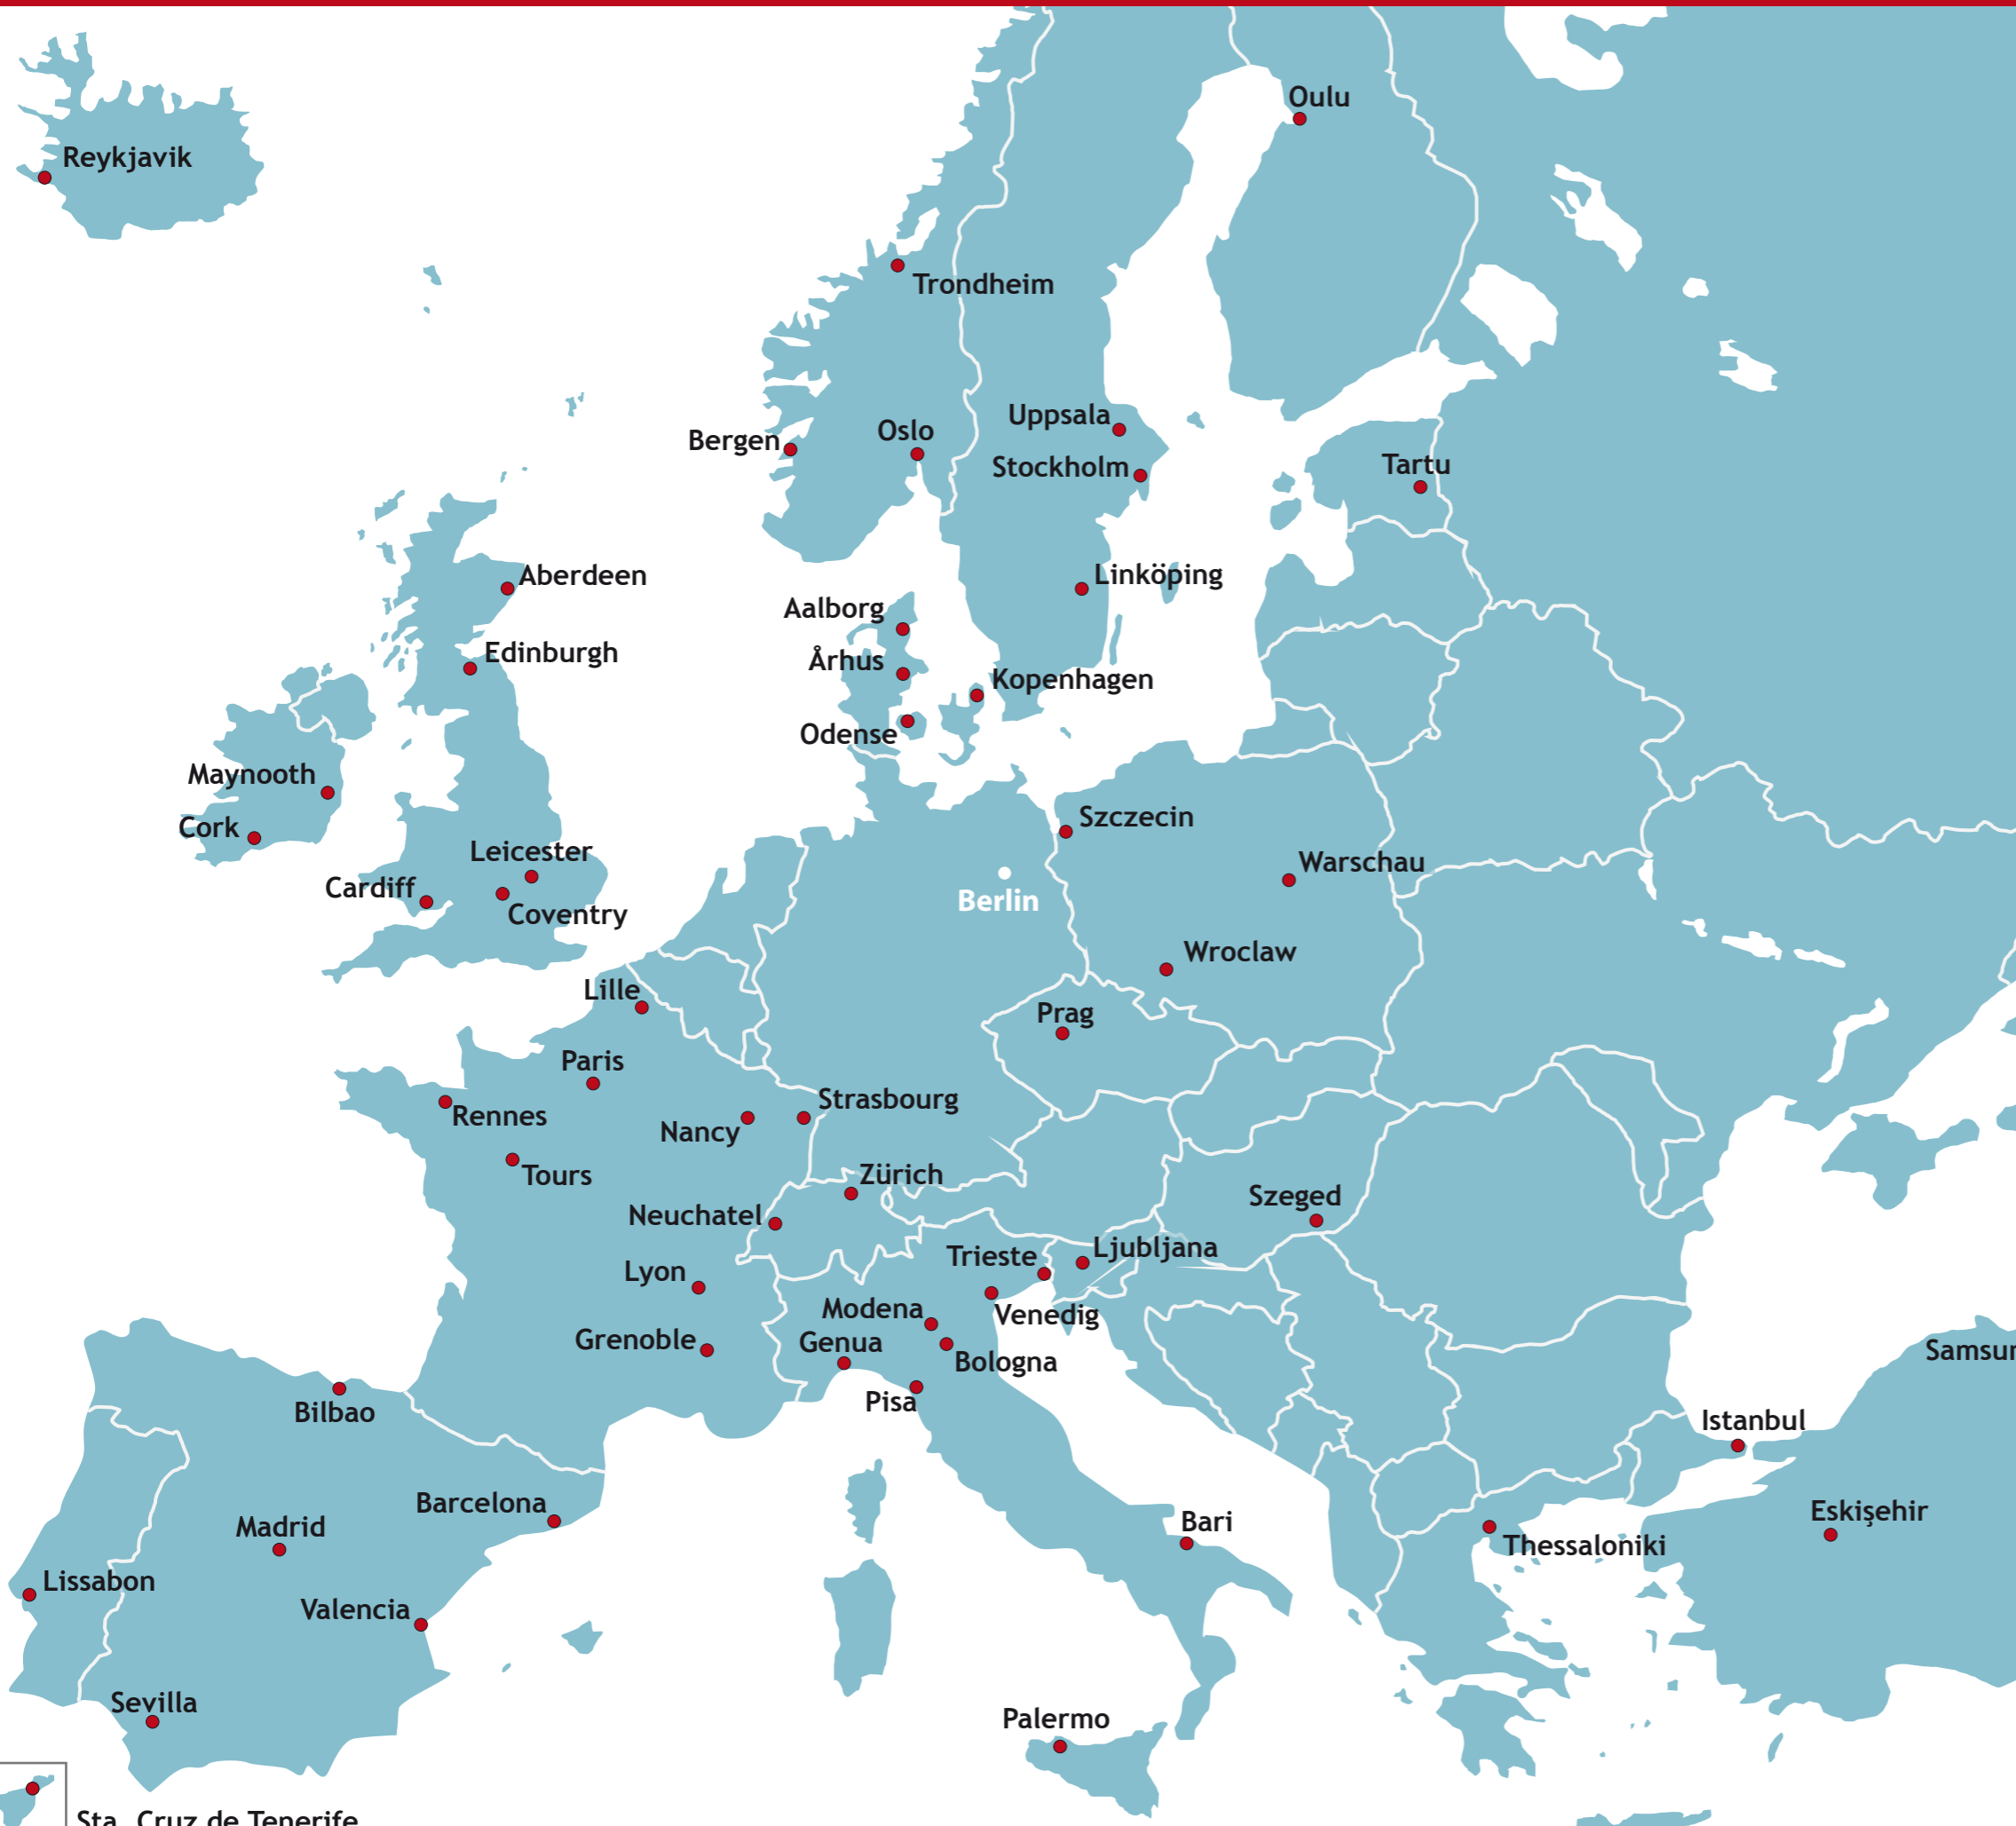 Oulu
Reykjavik
Trondheim
Uppsala
Oslo
Bergen
Stockholm
Tartu
Aberdeen
Linköping
Aalborg
Edinburgh
Århus
Kopenhagen
Odense
Maynooth
Szczecin
Cork
Leicester
Warschau
Cardiff
Berlin
Coventry
Wroclaw
Lille
Prag
Paris
Strasbourg
Rennes
Nancy
Tours
Zürich
Szeged
Neuchatel
Ljubljana
Trieste
Lyon
Modena
Venedig
Grenoble
Genua
Samsun
Bologna
Pisa
Bilbao
Istanbul
Barcelona
Eskişehir
Bari
Madrid
Thessaloniki
Lissabon
Valencia
Sevilla
Palermo
Sta. Cruz de Tenerife